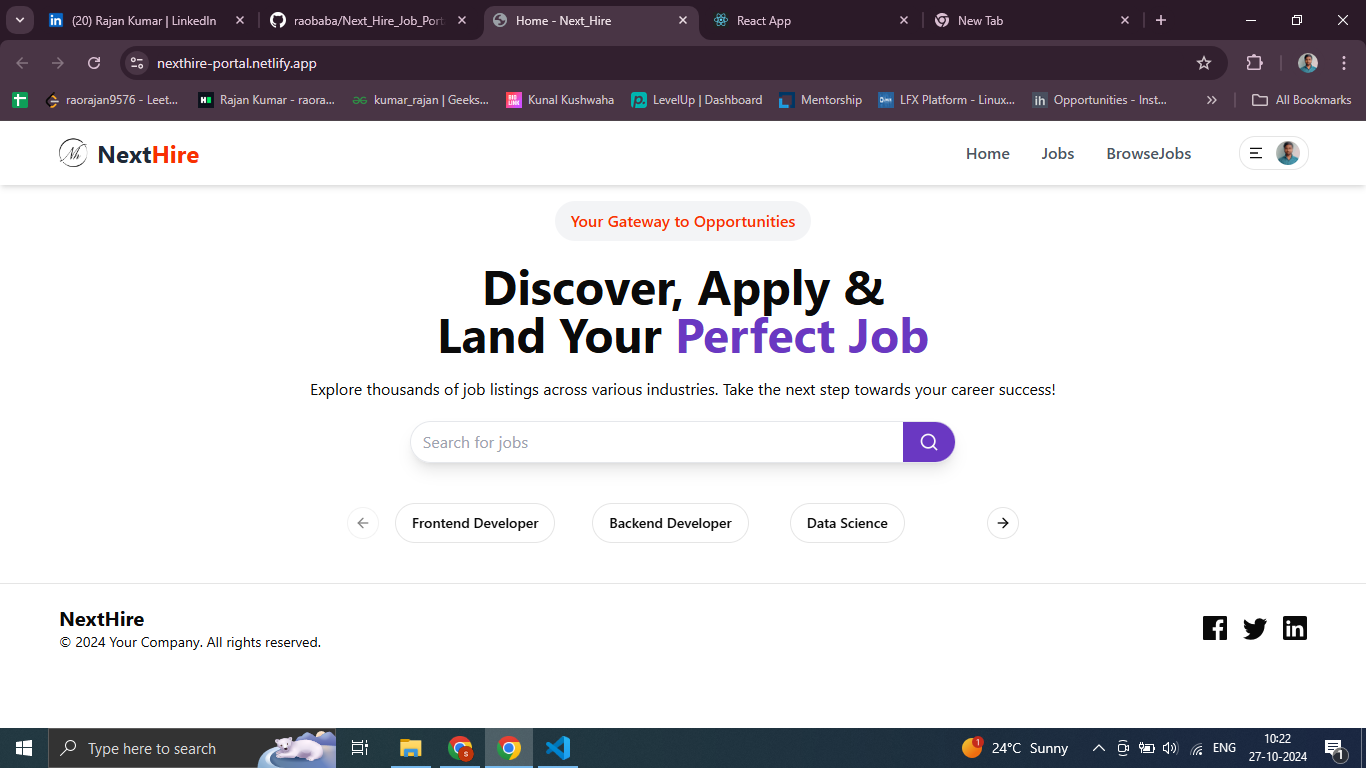 (20) Rajan Kumar | LinkedIn
raobaba/Next_Hire_Job_Port
Home - Next_Hire
React App
New Tab
nexthire-portal.netlify.app
raorajan9576 - Leet...
Rajan Kumar - raora...
kumar_rajan | Geeks...
Kunal Kushwaha
LevelUp | Dashboard
Mentorship
LFX Platform - Linux...
ih Opportunities - Inst...
All Bookmarks
Nh NextHire
Home
Jobs
BrowseJobs
Your Gateway to Opportunities
Discover, Apply &
Land Your Perfect Job
Explore thousands of job listings across various industries. Take the next step towards your career success!
Search for jobs
Frontend Developer
Backend Developer
Data Science
NextHire
© 2024 Your Company. All rights reserved.
Type here to search
24°C Sunny
ENG
10:22
27-10-2024
1